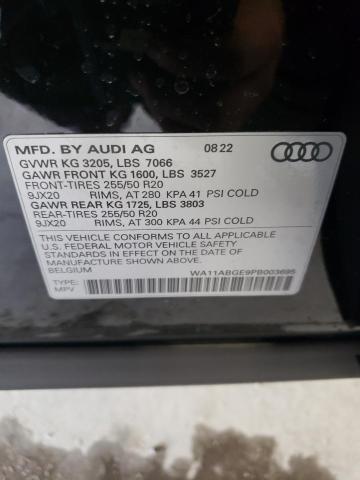 MFD. BY AUDI AG 08 22
GVWR KG 3205, LBS 7066
GAWR FRONT KG 1600, LBS 3527
FRONT-TIRES 255/50 R20
9JX20 RIMS, AT 280 KPA 41 PSI COLD
GAWR REAR KG 1725, LBS 3803
REAR-TIRES 255/50 R20
9JX20 RIMS, AT 300 KPA 44 PSI COLD
THIS VEHICLE CONFORMS TO ALL APPLICABLE
U.S. FEDERAL MOTOR VEHICLE SAFETY
STANDARDS IN EFFECT ON THE DATE OF
MANUFACTURE SHOWN ABOVE.
BELGIUM
WA11ABGE9PB003695
TYPE:
MPV